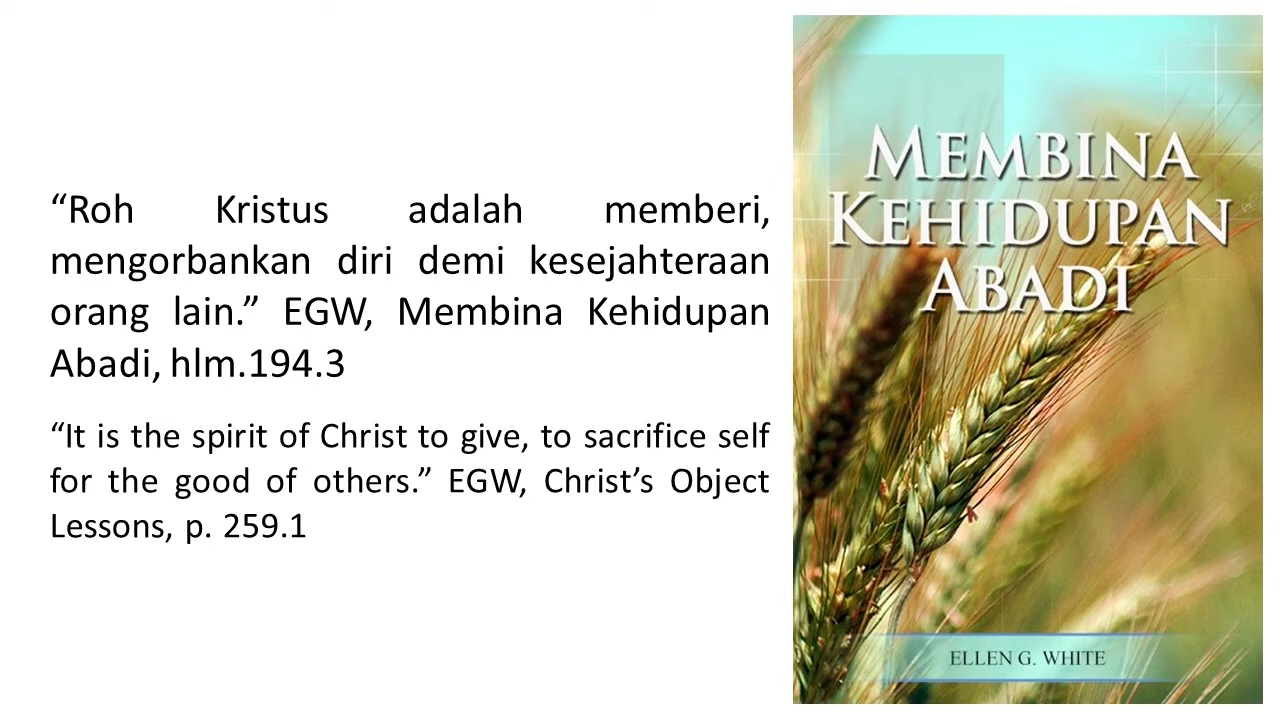 “Roh Kristus adalah memberi,
mengorbankan diri demi kesejahteraan
orang lain.” EGW, Membina Kehidupan
Abadi, hlm.194.3
“It is the spirit of Christ to give, to sacrifice self
for the good of others.” EGW, Christ’s Object
Lessons, p. 259.1
MEMBINA
KEHIDUPAN
ABADI
ELLEN G. WHITE